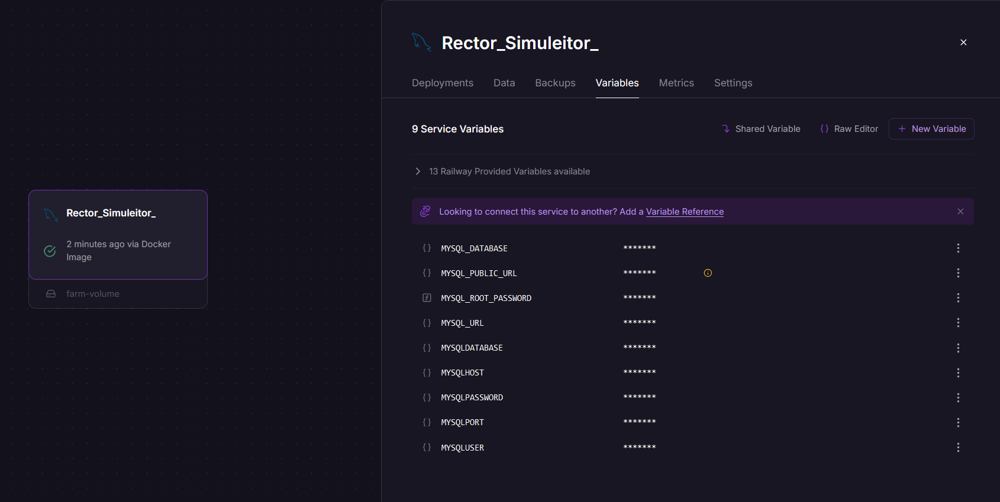 Rector_Simuleitor_
2 minutes ago via Docker
Image
farm-volume
Rector_Simuleitor_
Deployments Data Backups Variables Metrics Settings
9 Service Variables
Shared Variable
{} Raw Editor
+ New Variable
13 Railway Provided Variables available
Looking to connect this service to another? Add a Variable Reference
{} MYSQL_DATABASE *******
{} MYSQL_PUBLIC_URL *******
MYSQL_ROOT_PASSWORD *******
{} MYSQL_URL *******
{} MYSQLDATABASE *******
{} MYSQLHOST *******
{} MYSQLPASSWORD *******
{} MYSQLPORT *******
{} MYSQLUSER *******